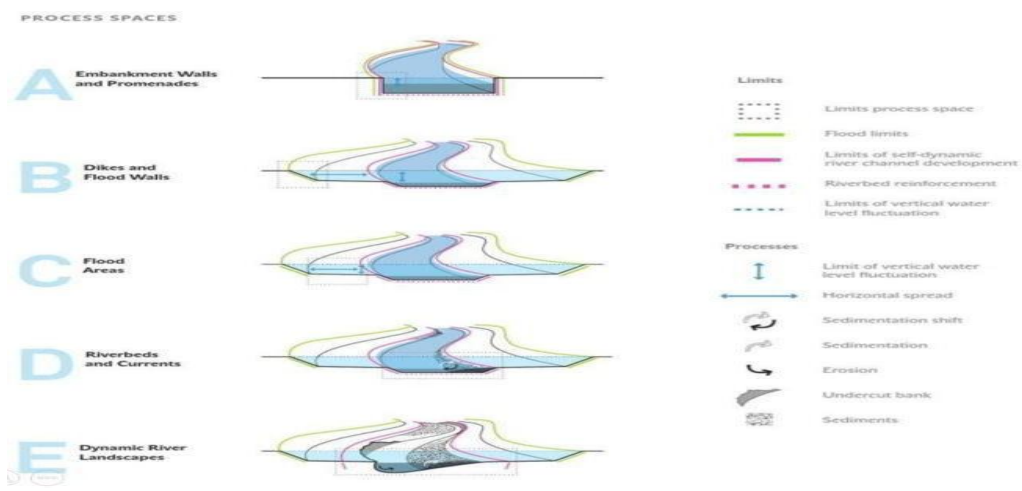 PROCESS SPACES
A
Embankment Walls
and Promenades
B
Dikes and
Flood Walls
C
Flood
Areas
D
Riverbeds
and Currents
E
Dynamic River
Landscapes
Limits
Limits process space
Flood limits
Limits of self-dynamic
river channel development
Riverbed reinforcement
Limits of vertical water
level fluctuation
Processes
Limit of vertical water
level fluctuation
Horizontal spread
Sedimentation shift
Sedimentation
Erosion
Undercut bank
Sediments